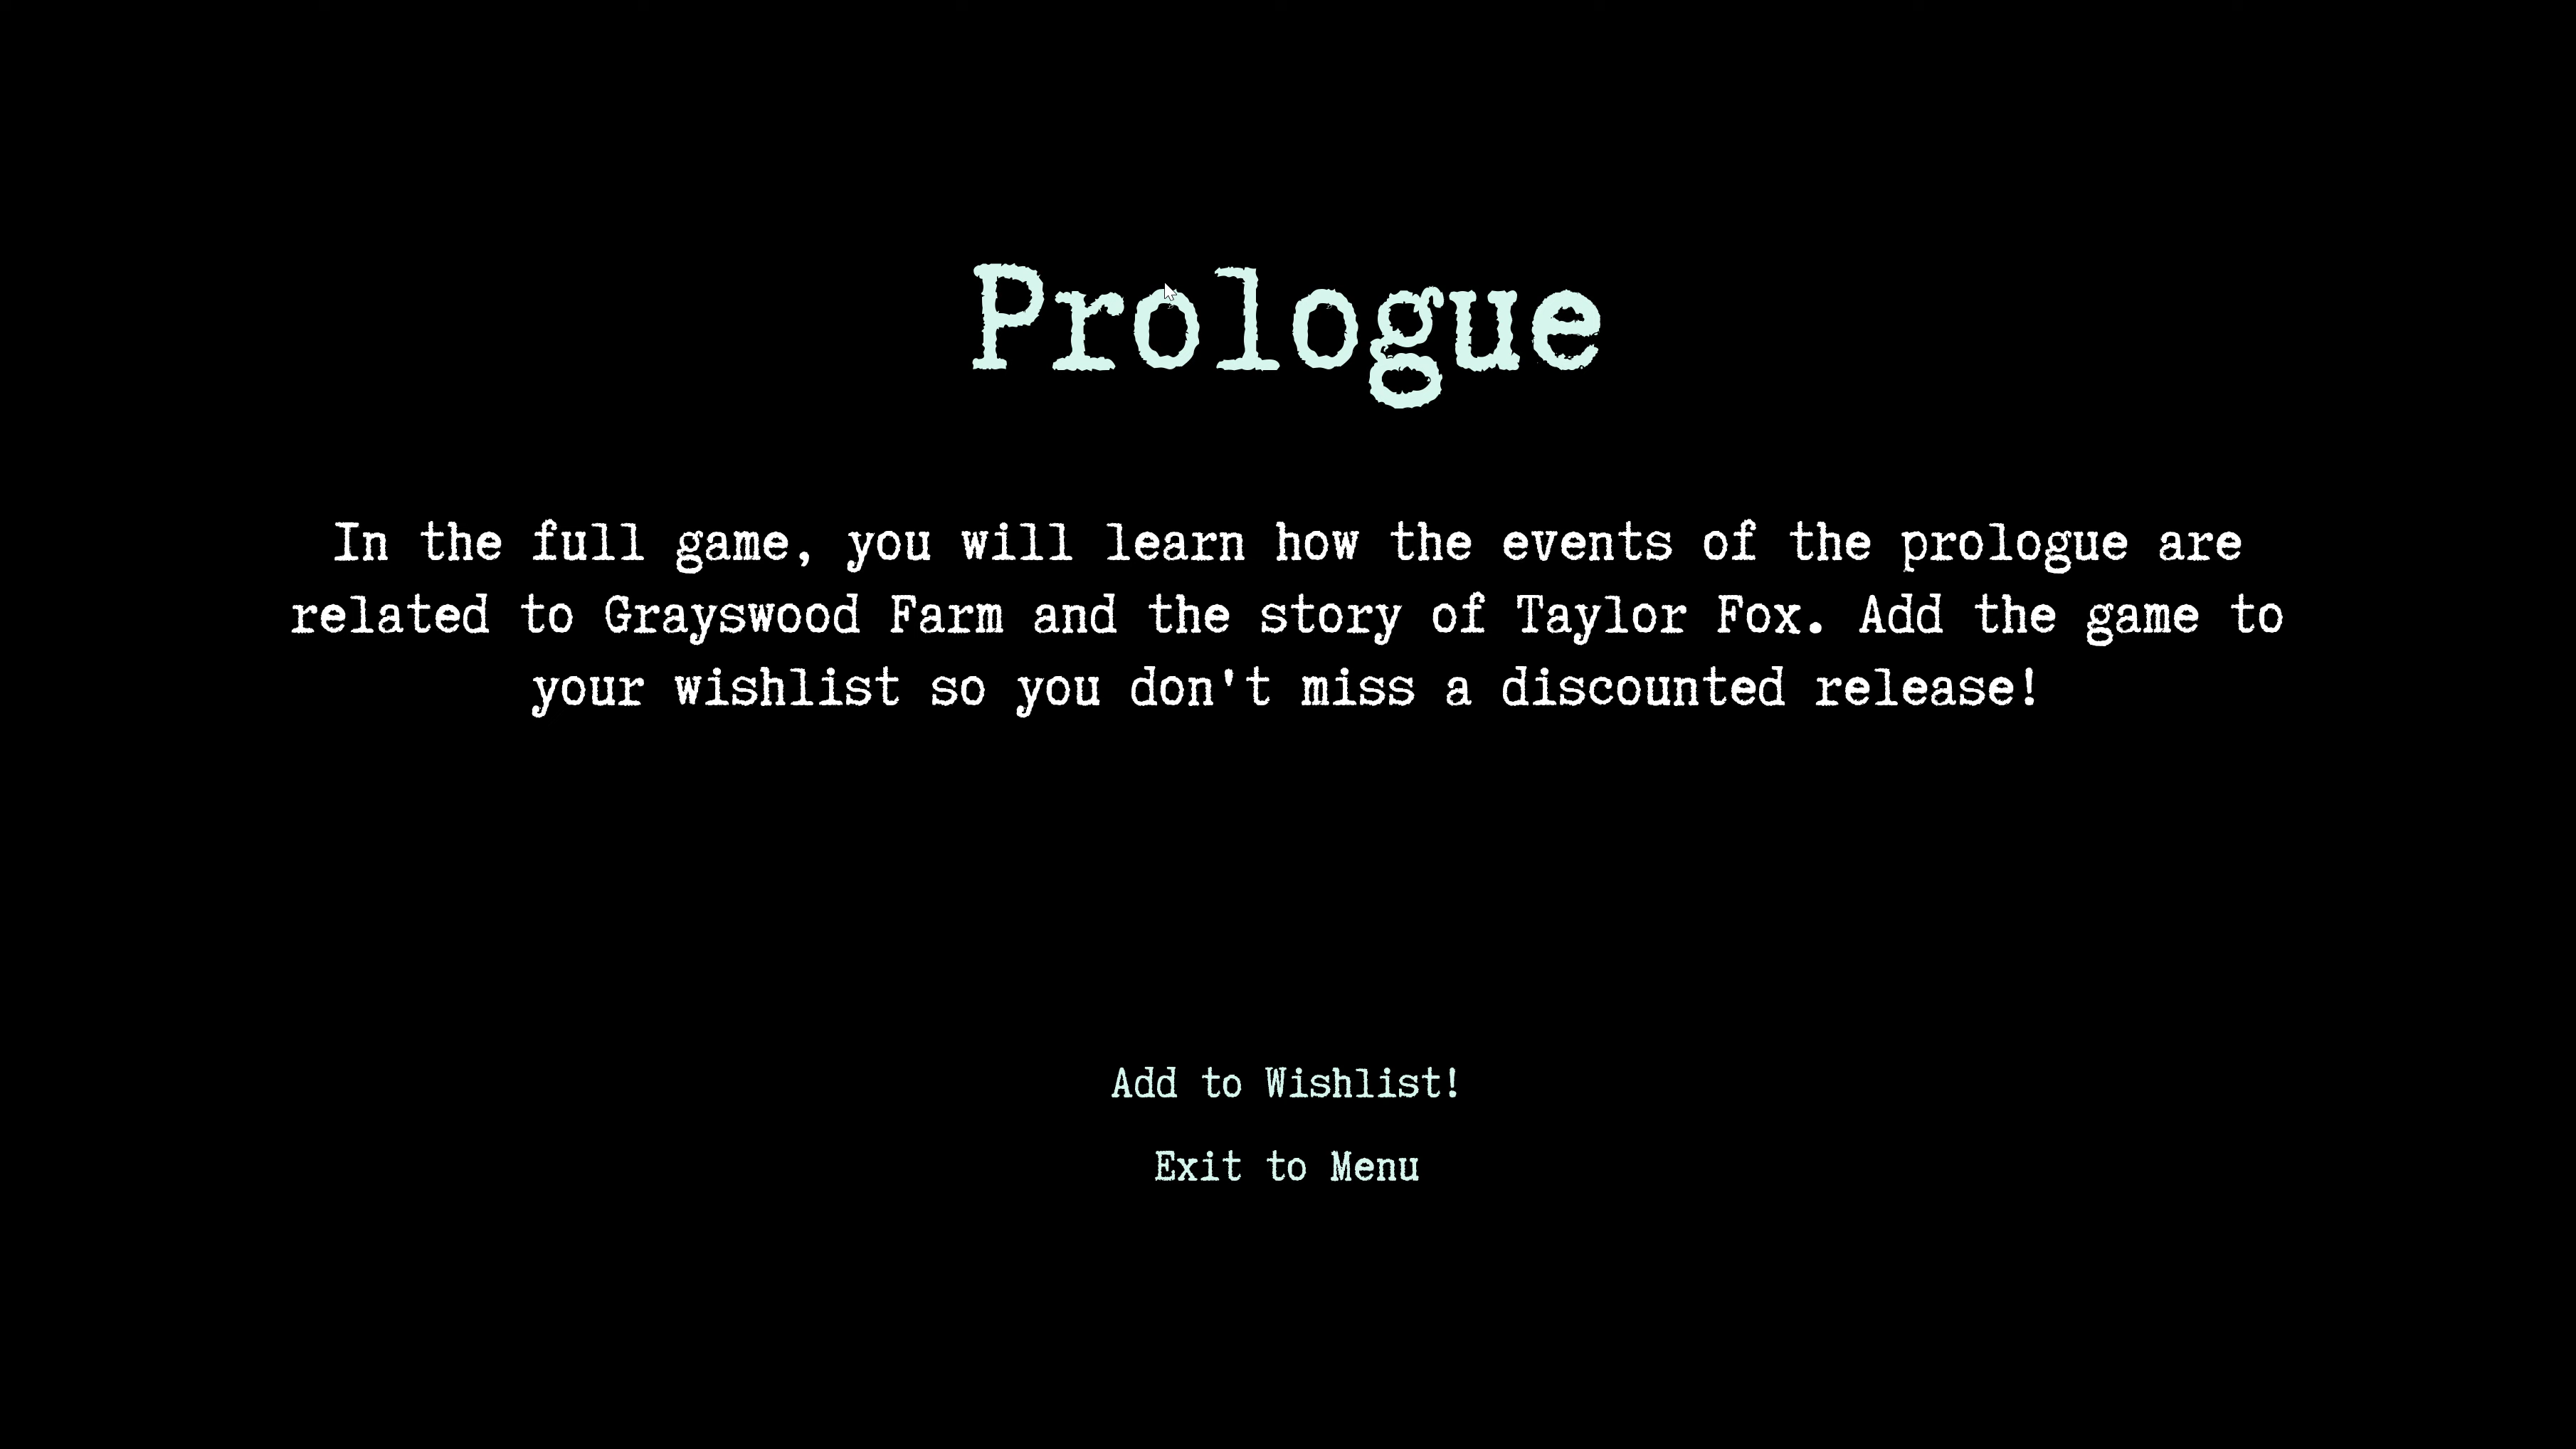 Prologue
In the full game, you will learn how the events of the prologue are
related to Grayswood Farm and the story of Taylor Fox. Add the game to
your wishlist so you don't miss a discounted release!
Add to Wishlist!
Exit to Menu